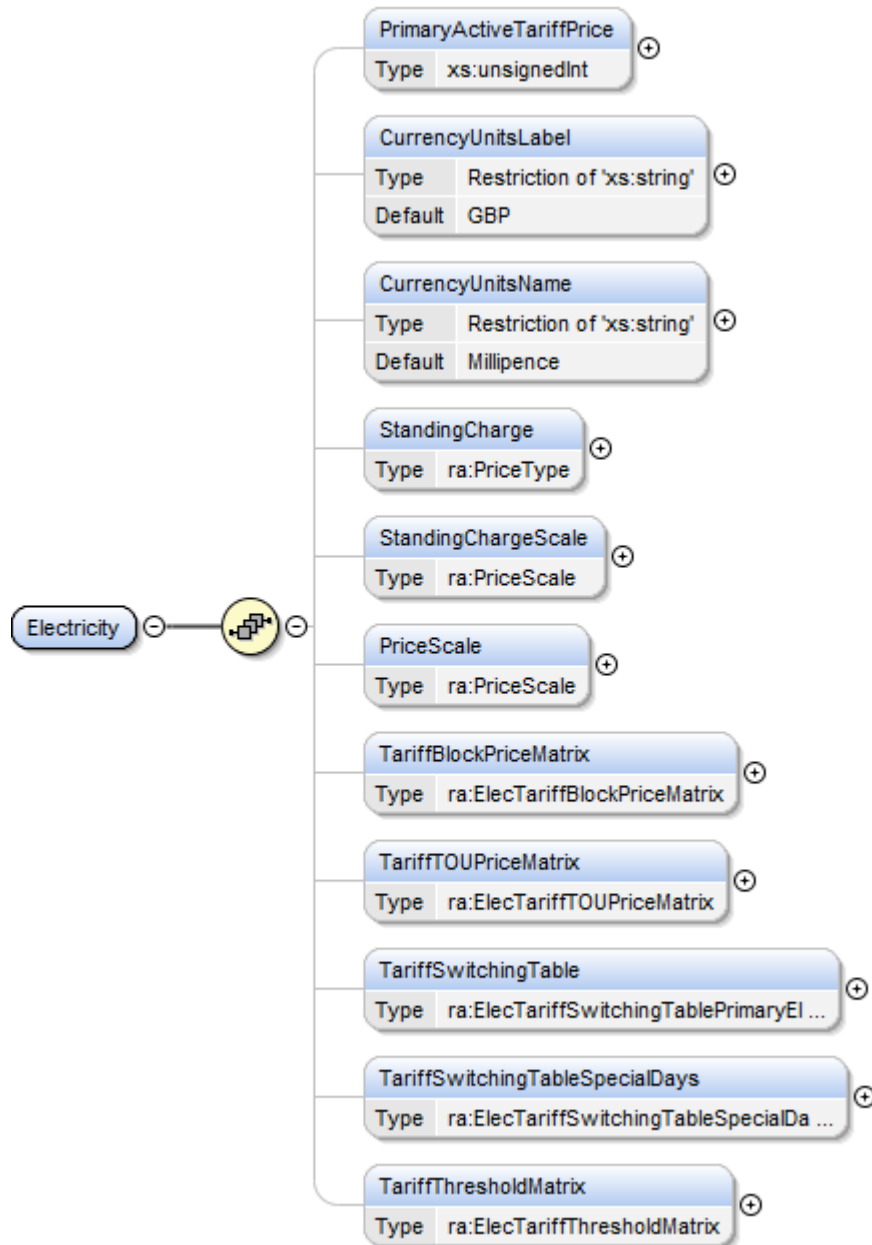 PrimaryActiveTariffPrice
Type xs:unsignedInt
CurrencyUnitsLabel
Type Restriction of 'xs:string'
Default GBP
CurrencyUnitsName
Type Restriction of 'xs:string'
Default Millipence
StandingCharge
Type ra:PriceType
StandingChargeScale
Type ra:PriceScale
Electricity
PriceScale
Type ra:PriceScale
TariffBlockPriceMatrix
Type ra:ElecTariffBlockPriceMatrix
TariffTOUPriceMatrix
Type ra:ElecTariffTOUPriceMatrix
TariffSwitchingTable
Type ra:ElecTariffSwitchingTablePrimaryEl ...
TariffSwitchingTableSpecialDays
Type ra:ElecTariffSwitchingTableSpecialDa ...
TariffThresholdMatrix
Type ra:ElecTariffThresholdMatrix